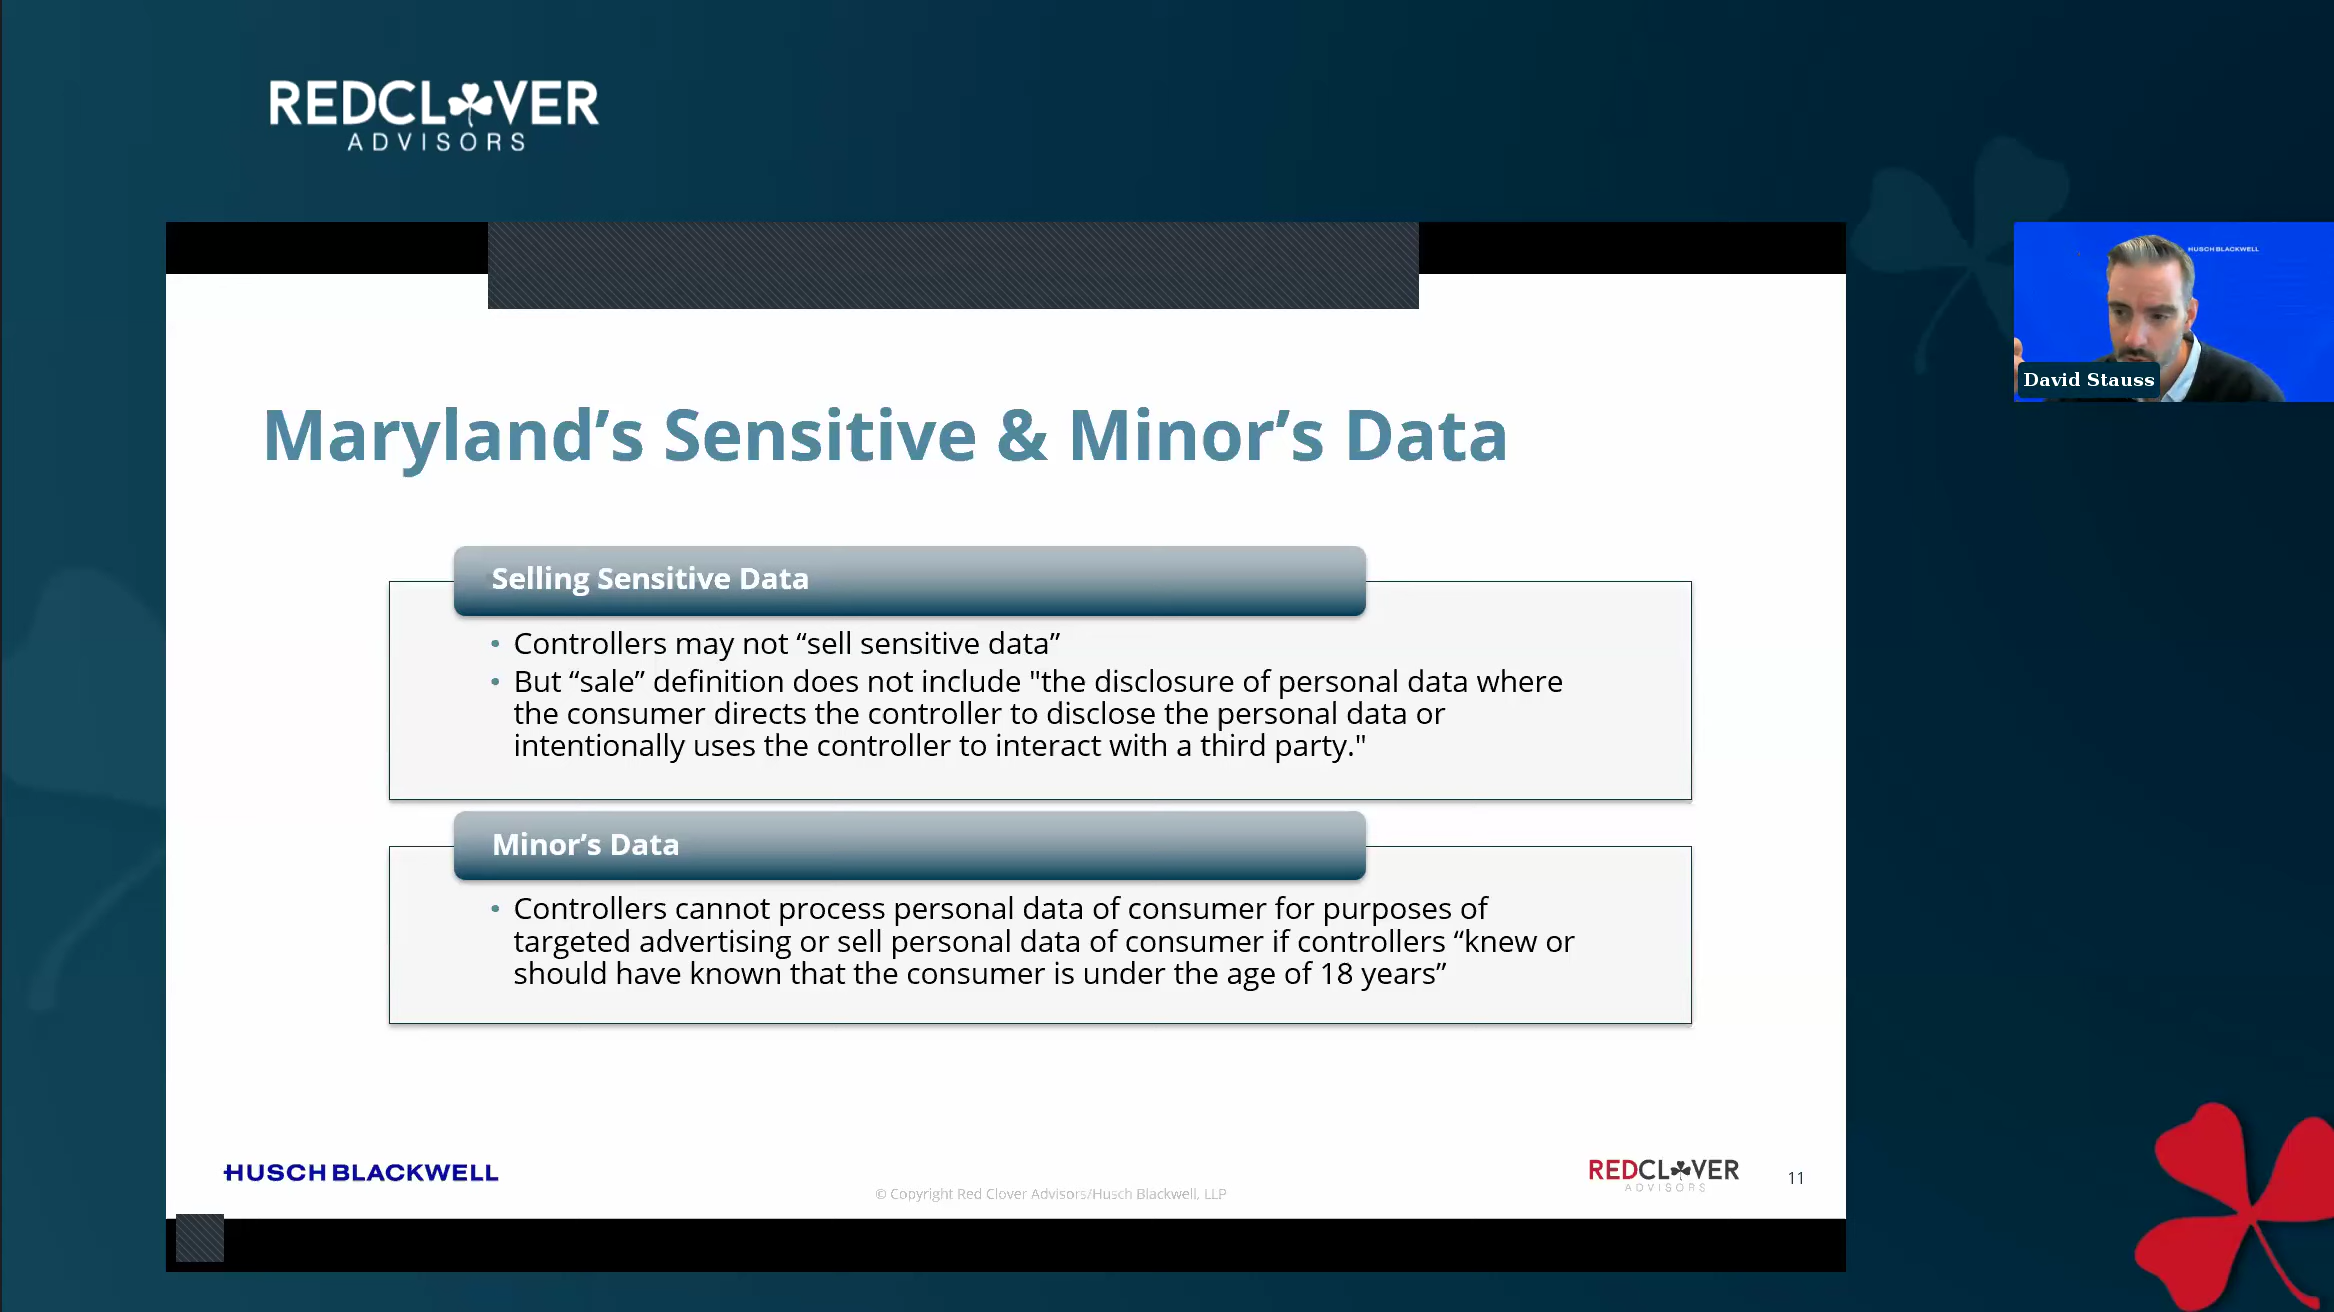 REDCLOVER
ADVISORS
HUSCH BLACKWELL
David Stauss
Maryland’s Sensitive & Minor’s Data
Selling Sensitive Data
• Controllers may not “sell sensitive data”
• But “sale” definition does not include "the disclosure of personal data where
the consumer directs the controller to disclose the personal data or
intentionally uses the controller to interact with a third party."
Minor’s Data
• Controllers cannot process personal data of consumer for purposes of
targeted advertising or sell personal data of consumer if controllers “knew or
should have known that the consumer is under the age of 18 years”
HUSCH BLACKWELL
© Copyright Red Clover Advisors/Husch Blackwell, LLP
REDCLOVER
ADVISORS
11